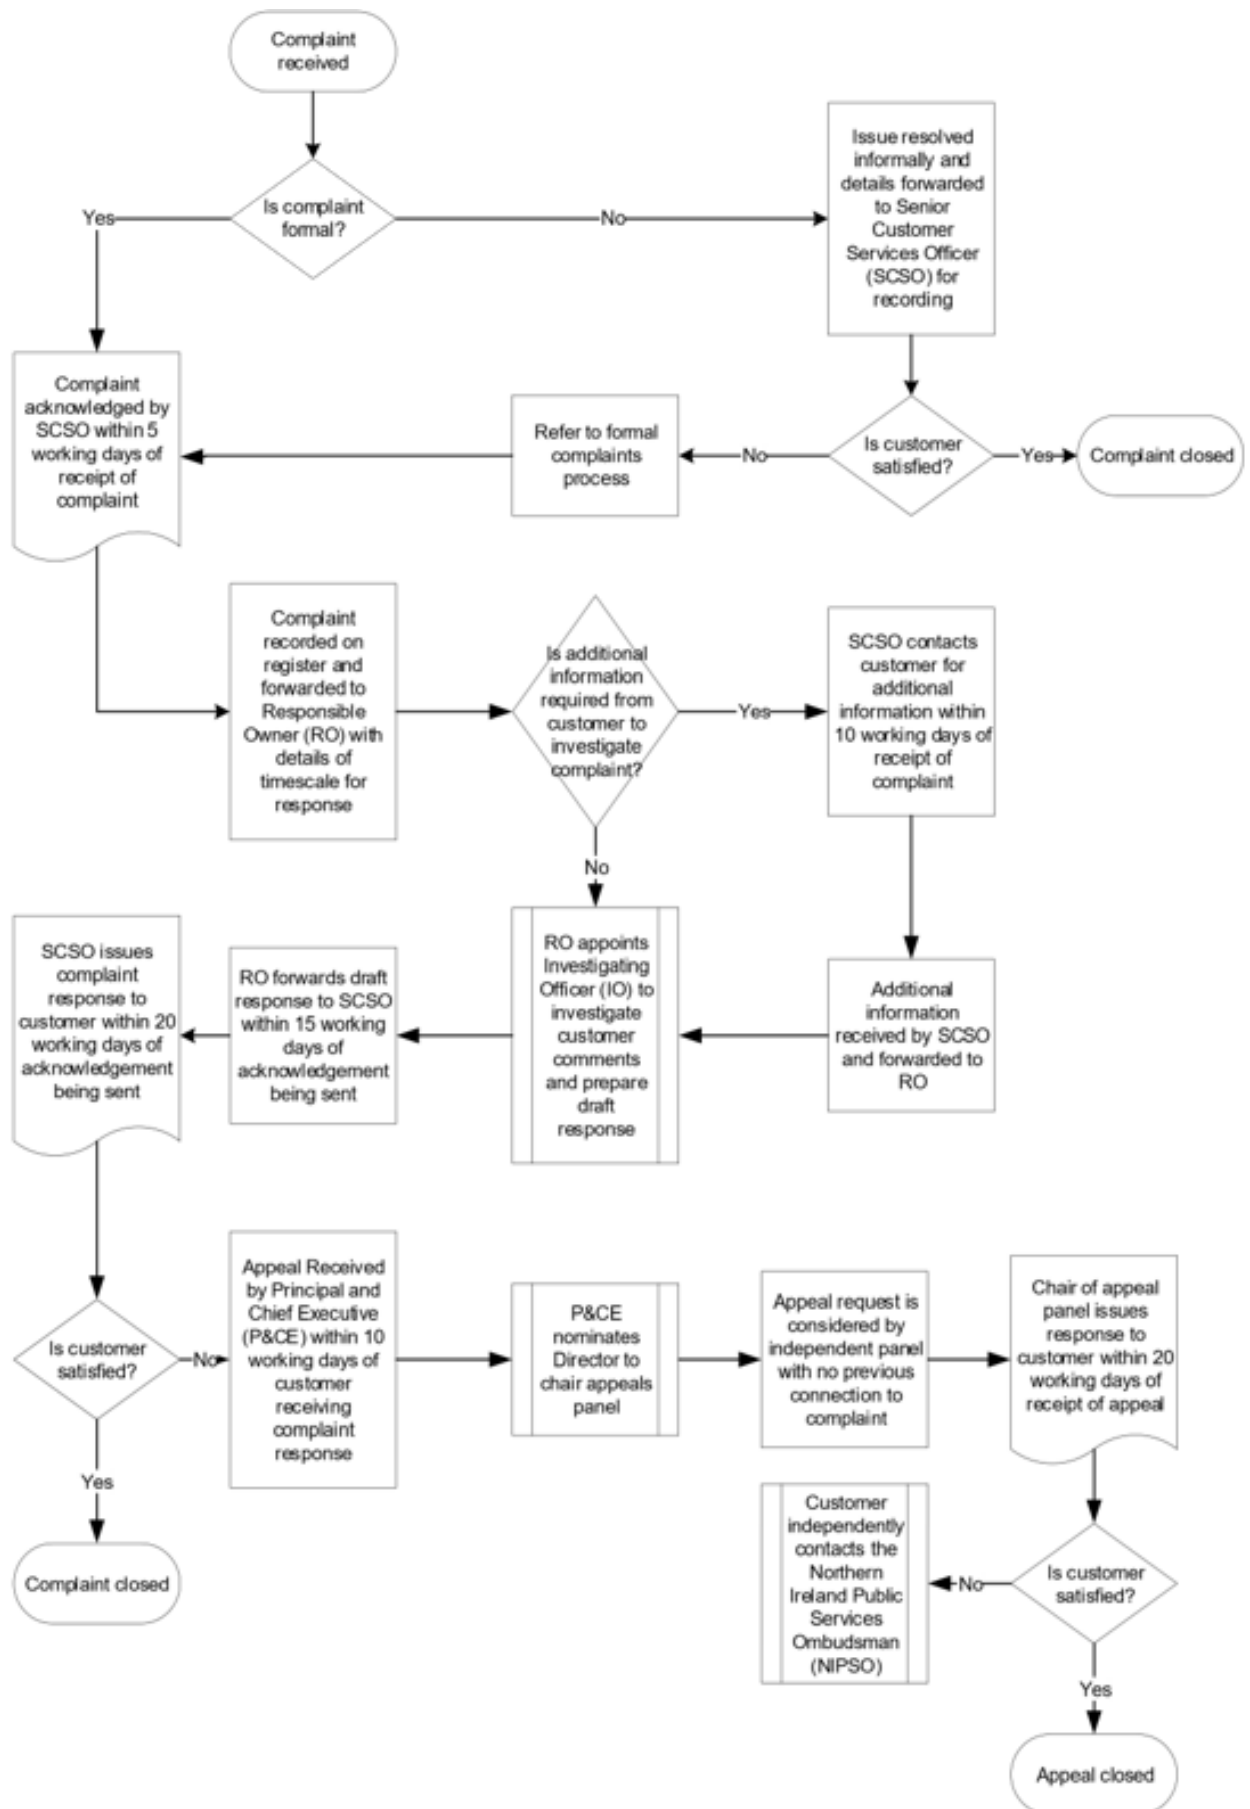 Complaint
received
Is complaint
formal?
Yes
No
Issue resolved
informally and
details forwarded
to Senior
Customer
Services Officer
(SCSO) for
recording
Complaint
acknowledged by
SCSO within 5
working days of
receipt of
complaint
Refer to formal
complaints
process
No
Is customer
satisfied?
Yes
Complaint closed
Complaint
recorded on
register and
forwarded to
Responsible
Owner (RO) with
details of
timescale for
response
Is additional
information
required from
customer to
investigate
complaint?
Yes
SCSO contacts
customer for
additional
information within
10 working days of
receipt of
complaint
No
SCSO issues
complaint
response to
customer within 20
working days of
acknowledgement
being sent
RO forwards draft
response to SCSO
within 15 working
days of
acknowledgement
being sent
RO appoints
Investigating
Officer (IO) to
investigate
customer
comments
and prepare
draft
response
Additional
information
received by SCSO
and forwarded to
RO
Is customer
satisfied?
No
Appeal Received
by Principal and
Chief Executive
(P&CE) within 10
working days of
customer
receiving
complaint
response
P&CE
nominates
Director to
chair appeals
panel
Appeal request is
considered by
independent panel
with no previous
connection to
complaint
Chair of appeal
panel issues
response to
customer within 20
working days of
receipt of appeal
Yes
Complaint closed
Customer
independently
contacts the
Northern
Ireland Public
Services
Ombudsman
(NIPSO)
No
Is customer
satisfied?
Yes
Appeal closed